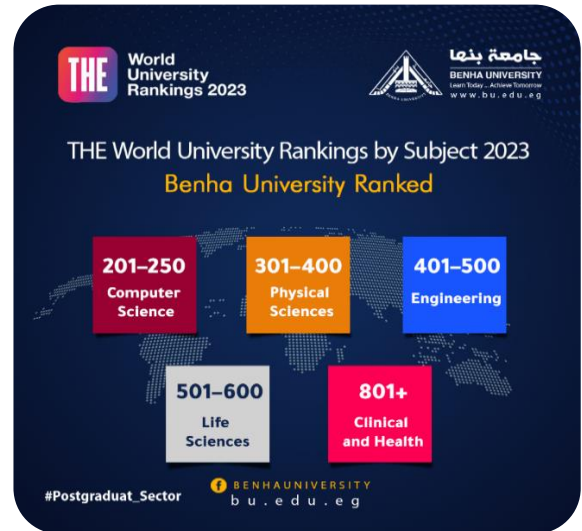 THE
World
University
Rankings 2023
جامعة بنها
BENHA UNIVERSITY
Learn Today ... Achieve Tomorrow
www.bu.edu.eg
BENHA UNIVERSITY
THE World University Rankings by Subject 2023
Benha University Ranked
201–250
Computer
Science
301–400
Physical
Sciences
401–500
Engineering
501–600
Life
Sciences
801+
Clinical
and Health
#Postgraduat_Sector
f BENHAUNIVERSITY
bu.edu.eg